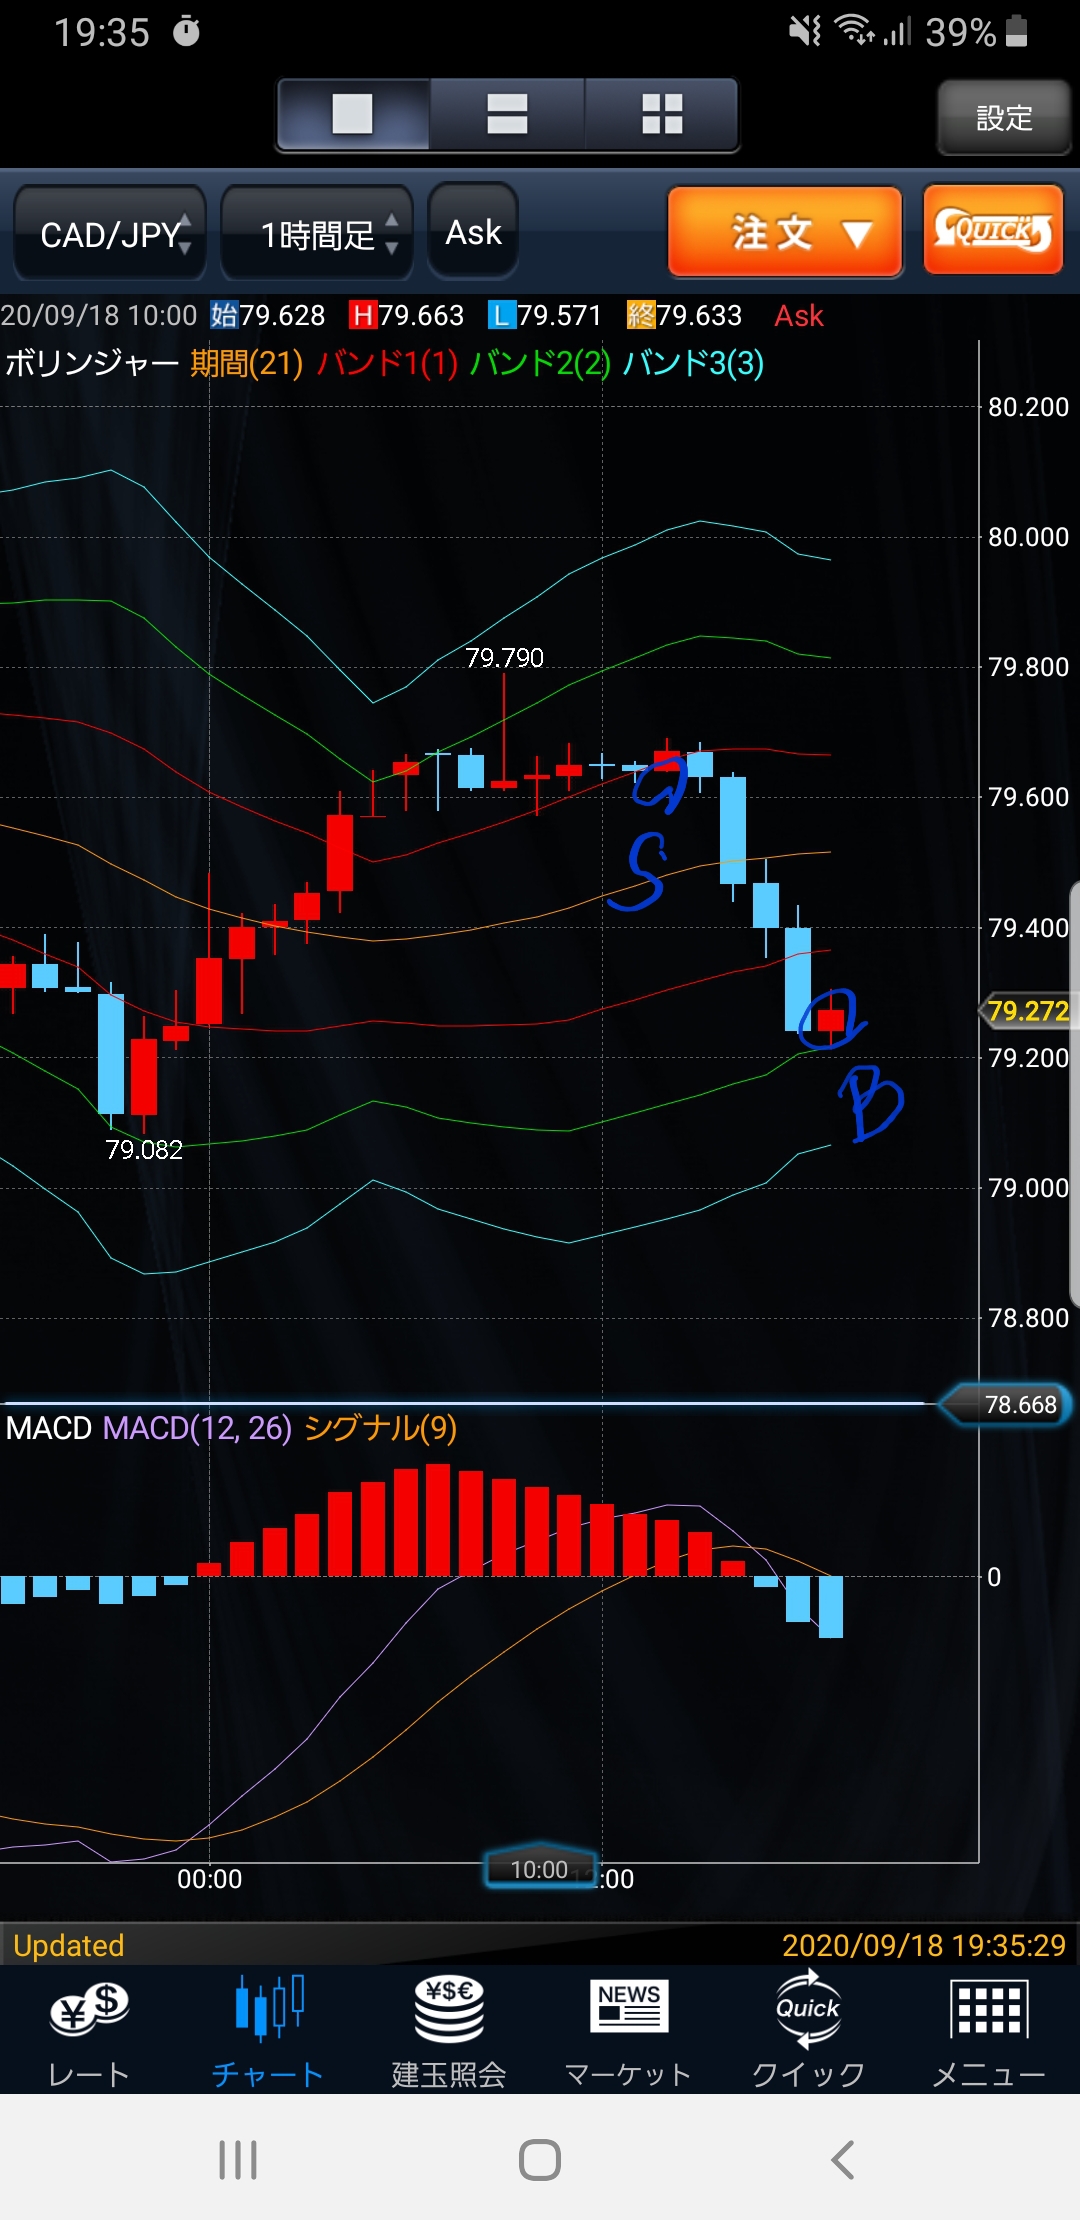 19:35 39%
設定
CAD/JPY 1時間足 Ask 注文 ▼ QUICK
20/09/18 10:00 始79.628 H79.663 L79.571 終79.633 Ask
ボリンジャー 期間(21) バンド1(1) バンド2(2) バンド3(3)
80.200
80.000
79.790
79.800
79.600
S
79.400
79.272
79.200
B
79.082
79.000
78.800
78.668
MACD MACD(12, 26) シグナル(9)
0
00:00 10:00 12:00
Updated 2020/09/18 19:35:29
¥$ ¥$€ NEWS Quick
レート チャート 建玉照会 マーケット クイック メニュー